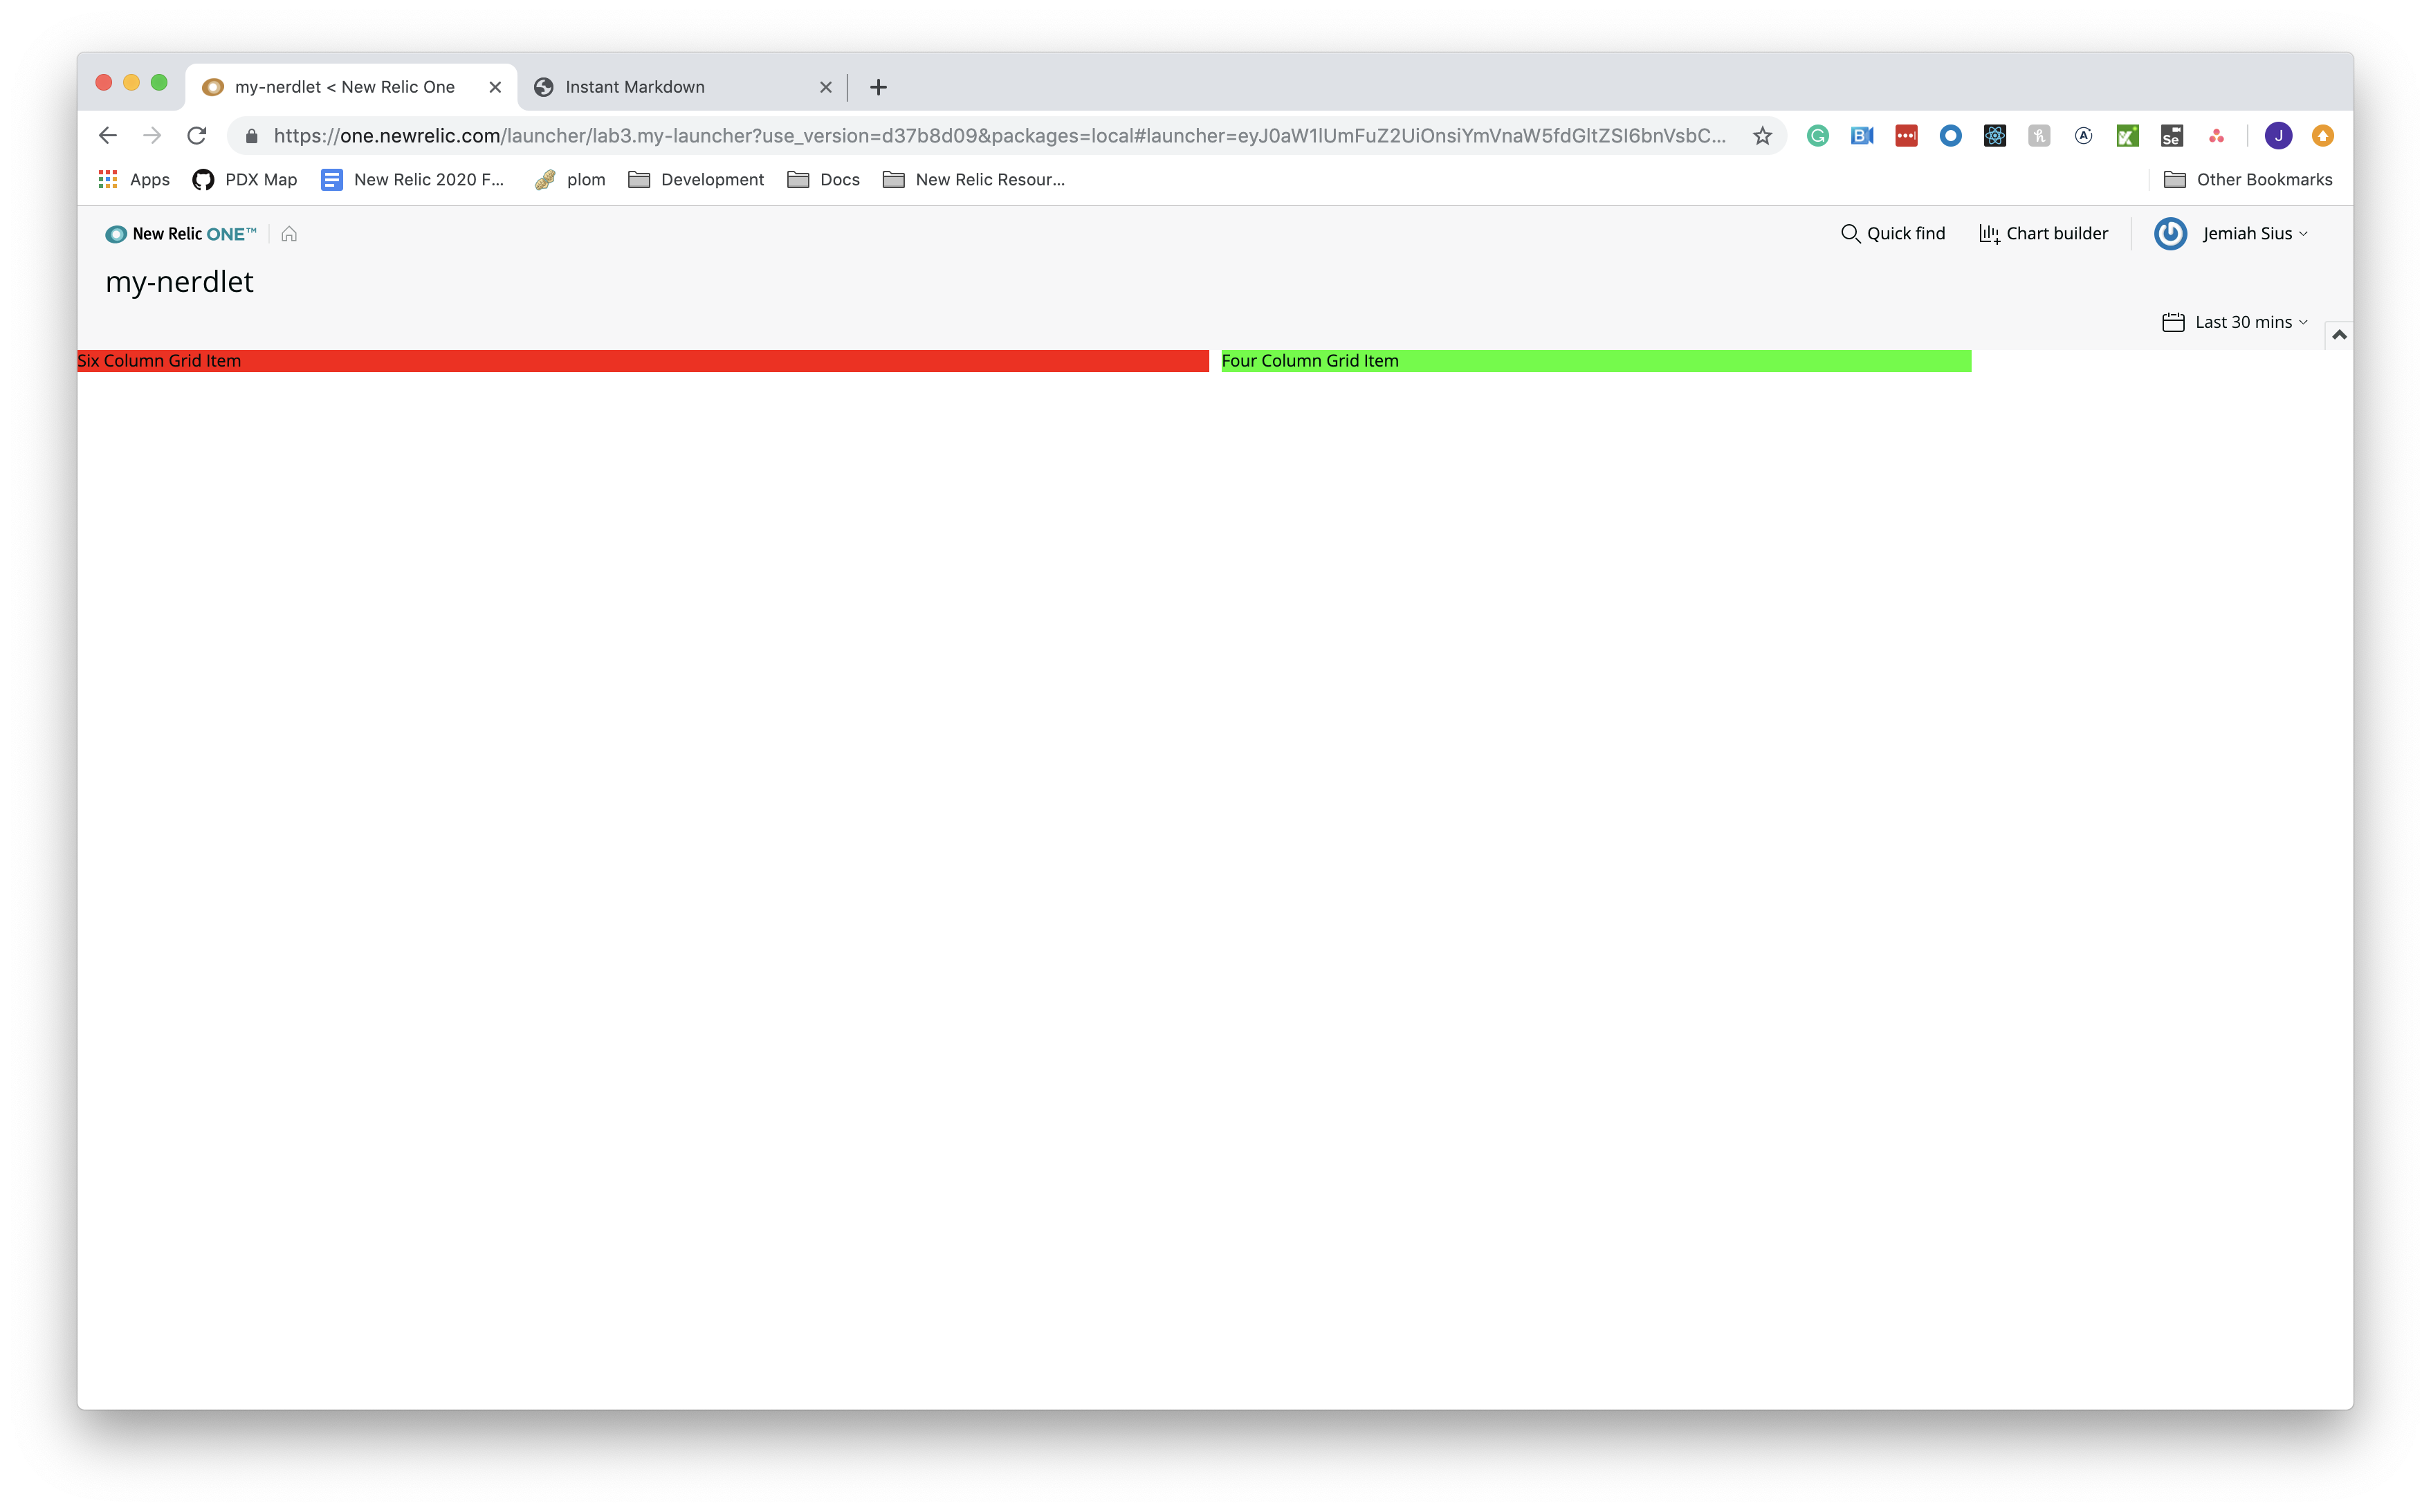 my-nerdlet < New Relic One
Instant Markdown
https://one.newrelic.com/launcher/lab3.my-launcher?use_version=d37b8d09&packages=local#launcher=eyJ0aW1lUmFuZ2UiOnsiYmVnaW5fdGltZSI6bnVsbC...
Apps
PDX Map
New Relic 2020 F...
plom
Development
Docs
New Relic Resour...
Other Bookmarks
New Relic ONE™
Quick find
Chart builder
Jemiah Sius
my-nerdlet
Last 30 mins
Six Column Grid Item
Four Column Grid Item